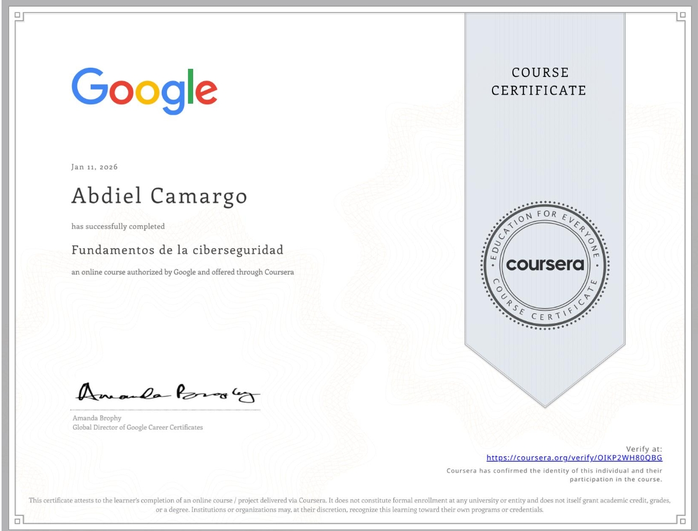 Google
COURSE
CERTIFICATE
Jan 11, 2026
Abdiel Camargo
has successfully completed
Fundamentos de la ciberseguridad
an online course authorized by Google and offered through Coursera
EDUCATION FOR EVERYONE
coursera
COURSE CERTIFICATE
Amanda Brophy
Amanda Brophy
Global Director of Google Career Certificates
Verify at:
https://coursera.org/verify/OIKP2WH80QBG
Coursera has confirmed the identity of this individual and their
participation in the course.
This certificate attests to the learner's completion of an online course / project delivered via Coursera. It does not constitute formal enrollment at any university or entity and does not itself grant academic credit, grades,
or a degree. Institutions or organizations may, at their discretion, recognize this learning toward their own programs or credentials.